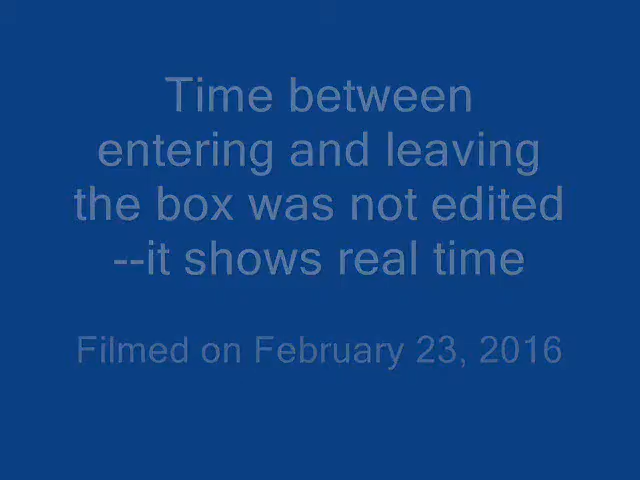 Time between
entering and leaving
the box was not edited
--it shows real time
Filmed on February 23, 2016